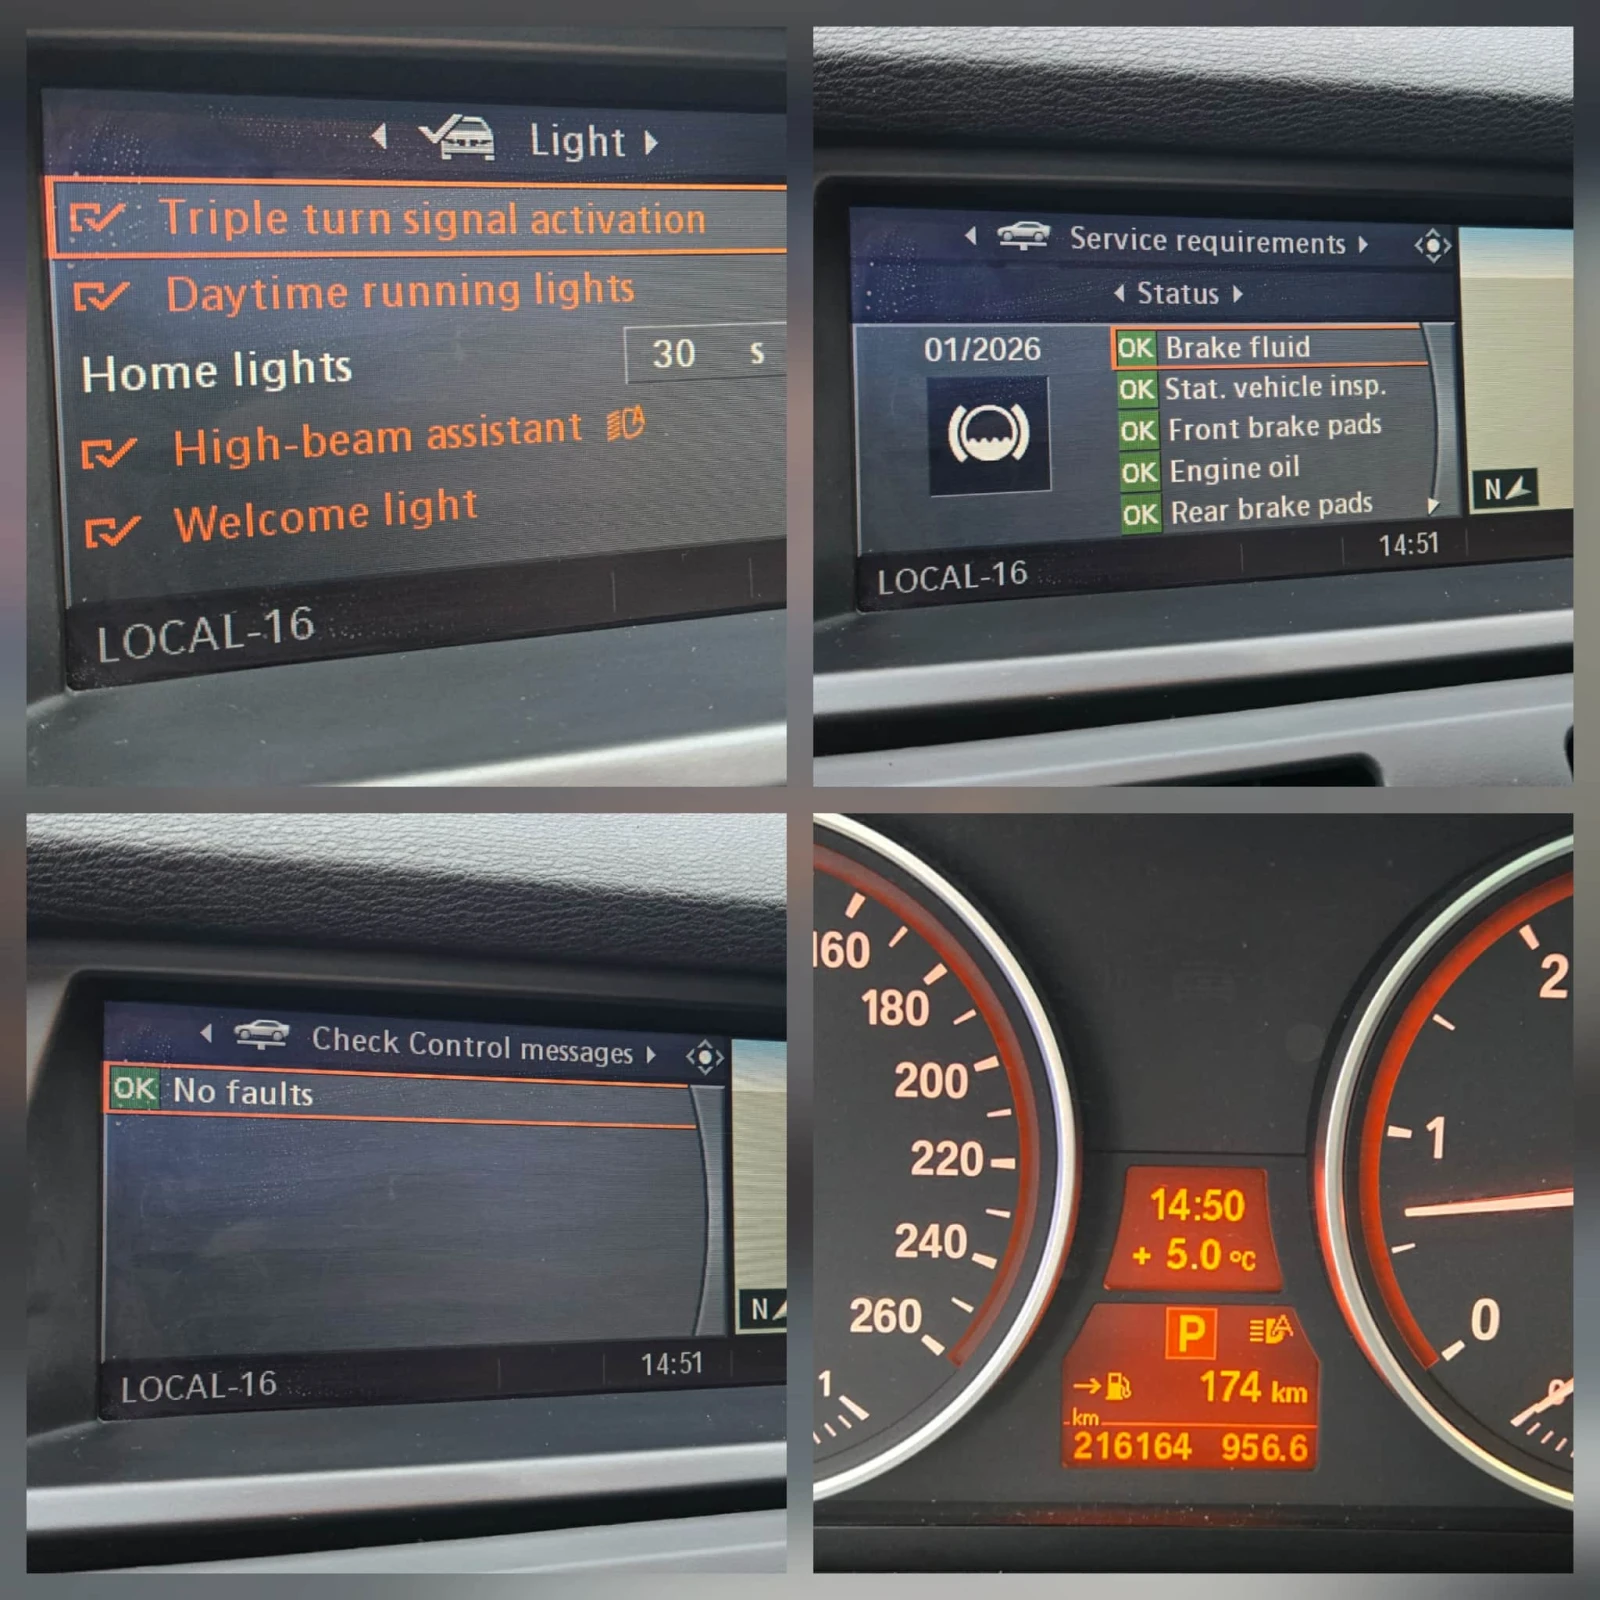 Light
Triple turn signal activation
Daytime running lights
Home lights 30 s
High-beam assistant
Welcome light
LOCAL-16
Service requirements
Status
01/2026
OK Brake fluid
OK Stat. vehicle insp.
OK Front brake pads
OK Engine oil
OK Rear brake pads
N
14:51
LOCAL-16
Check Control messages
OK No faults
N
14:51
LOCAL-16
160
180
200
220
240
260
1
14:50
+ 5.0 °C
P
174 km
km
216164 956.6
2
1
0